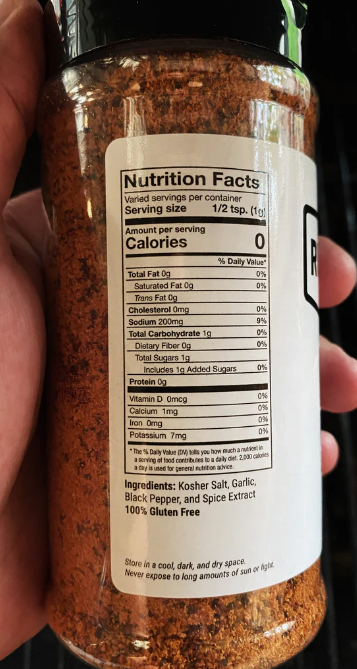 Nutrition Facts
Varied servings per container
Serving size 1/2 tsp. (1g)
Amount per serving
Calories 0
% Daily Value*
Total Fat 0g 0%
Saturated Fat 0g 0%
Trans Fat 0g
Cholesterol 0mg 0%
Sodium 200mg 9%
Total Carbohydrate 1g 0%
Dietary Fiber 0g 0%
Total Sugars 1g
Includes 1g Added Sugars 0%
Protein 0g
Vitamin D 0mcg 0%
Calcium 1mg 0%
Iron 0mg 0%
Potassium 7mg 0%
* The % Daily Value (DV) tells you how much a nutrient in
a serving of food contributes to a daily diet. 2,000 calories
a day is used for general nutrition advice.
Ingredients: Kosher Salt, Garlic,
Black Pepper, and Spice Extract
100% Gluten Free
Store in a cool, dark, and dry space.
Never expose to long amounts of sun or light.
R